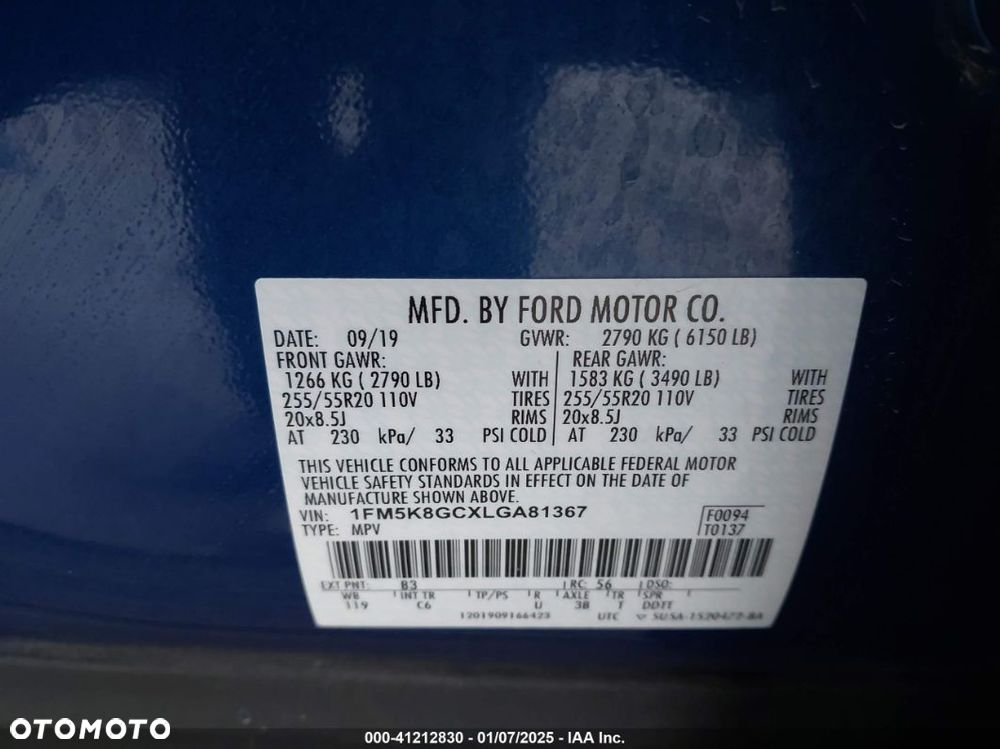 MFD. BY FORD MOTOR CO.
DATE: 09/19 GVWR: 2790 KG ( 6150 LB)
FRONT GAWR: REAR GAWR:
1266 KG ( 2790 LB) WITH 1583 KG ( 3490 LB) WITH
255/55R20 110V TIRES 255/55R20 110V TIRES
20x8.5J RIMS 20x8.5J RIMS
AT 230 kPa/ 33 PSI COLD AT 230 kPa/ 33 PSI COLD
THIS VEHICLE CONFORMS TO ALL APPLICABLE FEDERAL MOTOR
VEHICLE SAFETY STANDARDS IN EFFECT ON THE DATE OF
MANUFACTURE SHOWN ABOVE.
VIN: 1FM5K8GCXLGA81367 F0094
TYPE: MPV T0137
EXT PNT: B3 RC: 56 DSO:
WB INT TR TP/PS R AXLE TR SPR
119 C6 U 3B T DDTT
1201909166423 UTC SUSA-1520472-BA
OTOMOTO
000-41212830 - 01/07/2025 - IAA Inc.